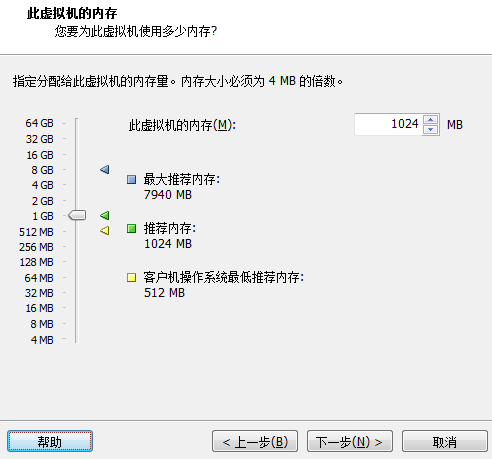 此虚拟机的内存
您要为此虚拟机使用多少内存?
指定分配给此虚拟机的内存量。内存大小必须为 4 MB 的倍数。
64 GB
32 GB
16 GB
8 GB
4 GB
2 GB
1 GB
512 MB
256 MB
128 MB
64 MB
32 MB
16 MB
8 MB
4 MB
此虚拟机的内存(M):
1024 MB
最大推荐内存:
7940 MB
推荐内存:
1024 MB
客户机操作系统最低推荐内存:
512 MB
帮助
< 上一步(B)
下一步(N) >
取消